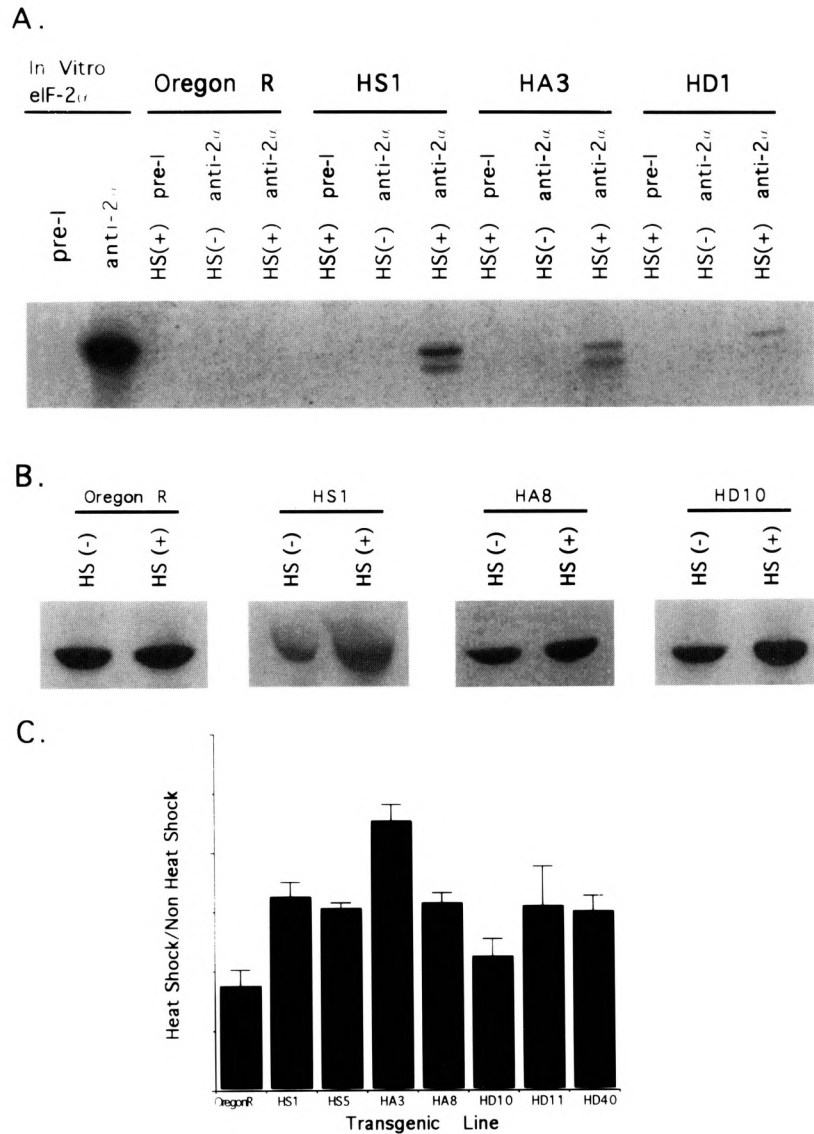 A.
In Vitro
eIF-2α
Oregon R
HS1
HA3
HD1
pre-I
anti-2α
HS(+) pre-I
HS(-) anti-2α
HS(+) anti-2α
HS(+) pre-I
HS(-) anti-2α
HS(+) anti-2α
HS(+) pre-I
HS(-) anti-2α
HS(+) anti-2α
HS(+) pre-I
HS(-) anti-2α
HS(+) anti-2α
B.
Oregon R
HS1
HA8
HD10
HS (-)
HS (+)
HS (-)
HS (+)
HS (-)
HS (+)
HS (-)
HS (+)
C.
Heat Shock/Non Heat Shock
OregonR HS1 HS5 HA3 HA8 HD10 HD11 HD40
Transgenic Line